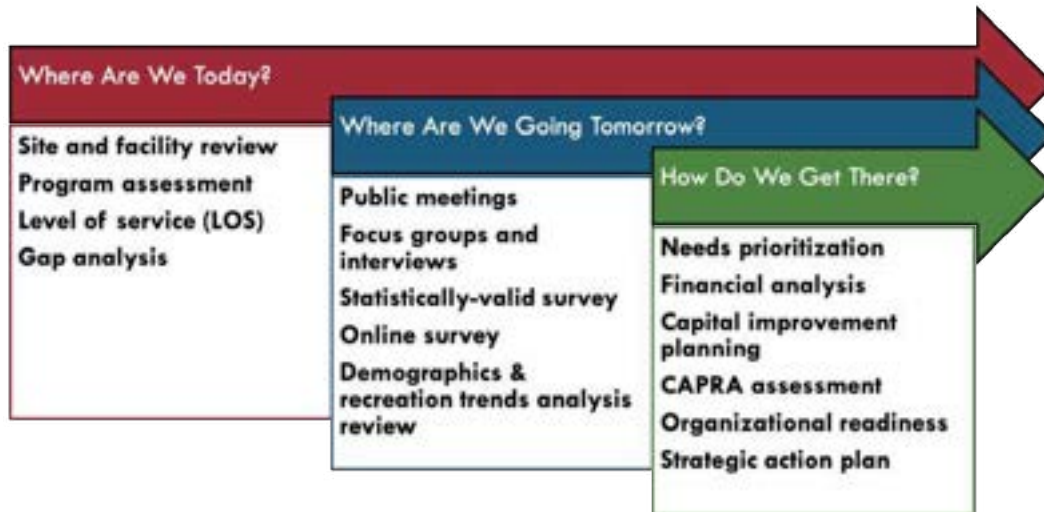 Where Are We Today?
Site and facility review
Program assessment
Level of service (LOS)
Gap analysis
Where Are We Going Tomorrow?
Public meetings
Focus groups and
interviews
Statistically-valid survey
Online survey
Demographics &
recreation trends analysis
review
How Do We Get There?
Needs prioritization
Financial analysis
Capital improvement
planning
CAPRA assessment
Organizational readiness
Strategic action plan